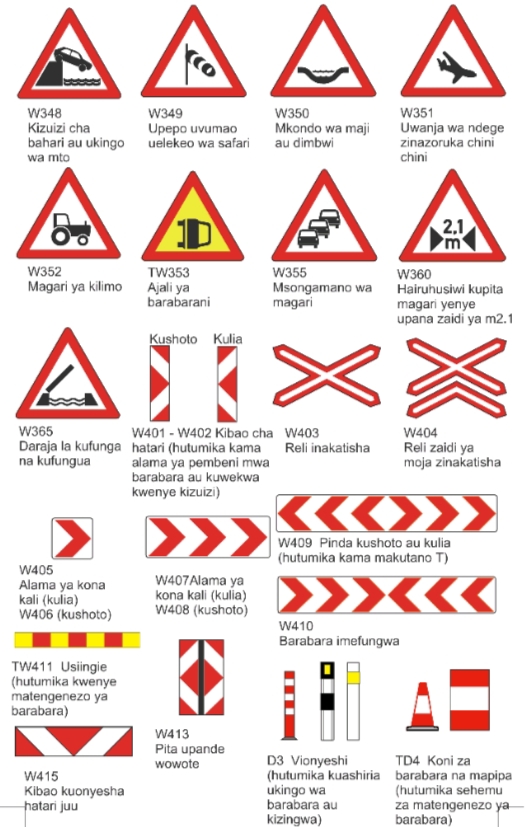 W348
Kizuizi cha
bahari au ukingo
wa mto
W349
Upepo uvumao
uelekeo wa safari
W350
Mkondo wa maji
au dimbwi
W351
Uwanja wa ndege
zinazoruka chini
chini
W352
Magari ya kilimo
TW353
Ajali ya
barabarani
W355
Msongamano wa
magari
2,1
m
W360
Hairuhusiwi kupita
magari yenye
upana zaidi ya m2.1
W365
Daraja la kufunga
na kufungua
Kushoto Kulia
W401 - W402 Kibao cha
hatari (hutumika kama
alama ya pembeni mwa
barabara au kuwekwa
kwenye kizuizi)
W403
Reli inakatisha
W404
Reli zaidi ya
moja zinakatisha
W405
Alama ya kona
kali (kulia)
W406 (kushoto)
W407Alama ya
kona kali (kulia)
W408 (kushoto)
W409 Pinda kushoto au kulia
(hutumika kama makutano T)
W410
Barabara imefungwa
TW411 Usiingie
(hutumika kwenye
matengenezo ya
barabara)
W413
Pita upande
wowote
W415
Kibao kuonyesha
hatari juu
D3 Vionyeshi
(hutumika kuashiria
ukingo wa
barabara au
kizingwa)
TD4 Koni za
barabara na mapipa
(hutumika sehemu
za matengenezo ya
barabara)